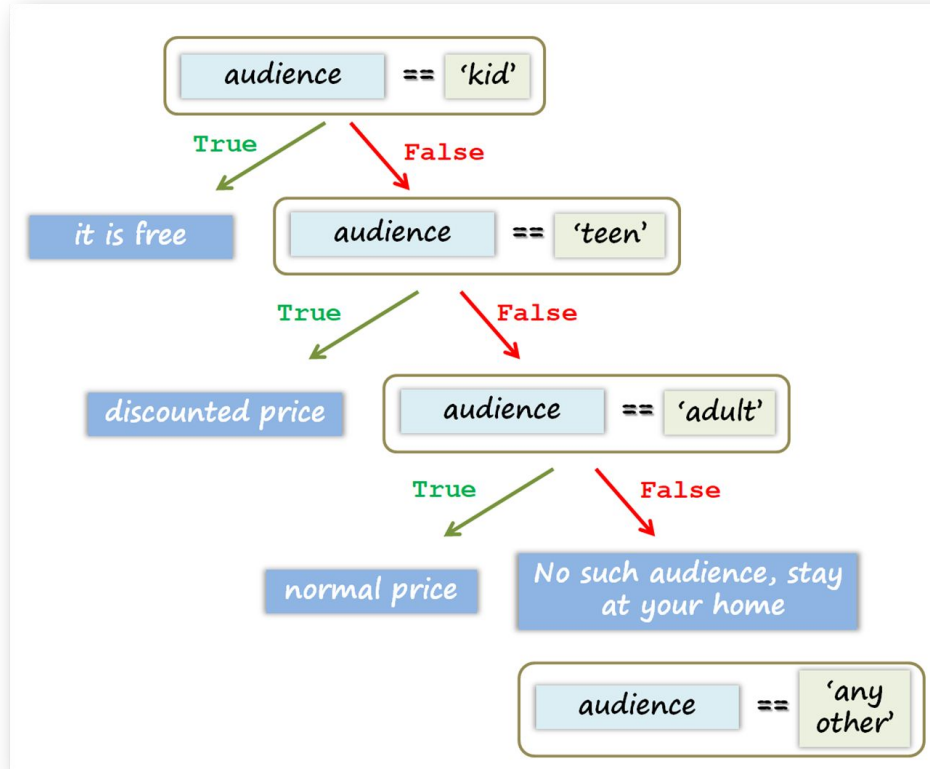 audience == ‘kid’
True
False
it is free
audience == ‘teen’
True
False
discounted price
audience == ‘adult’
True
False
normal price
No such audience, stay
at your home
audience == ‘any
other’